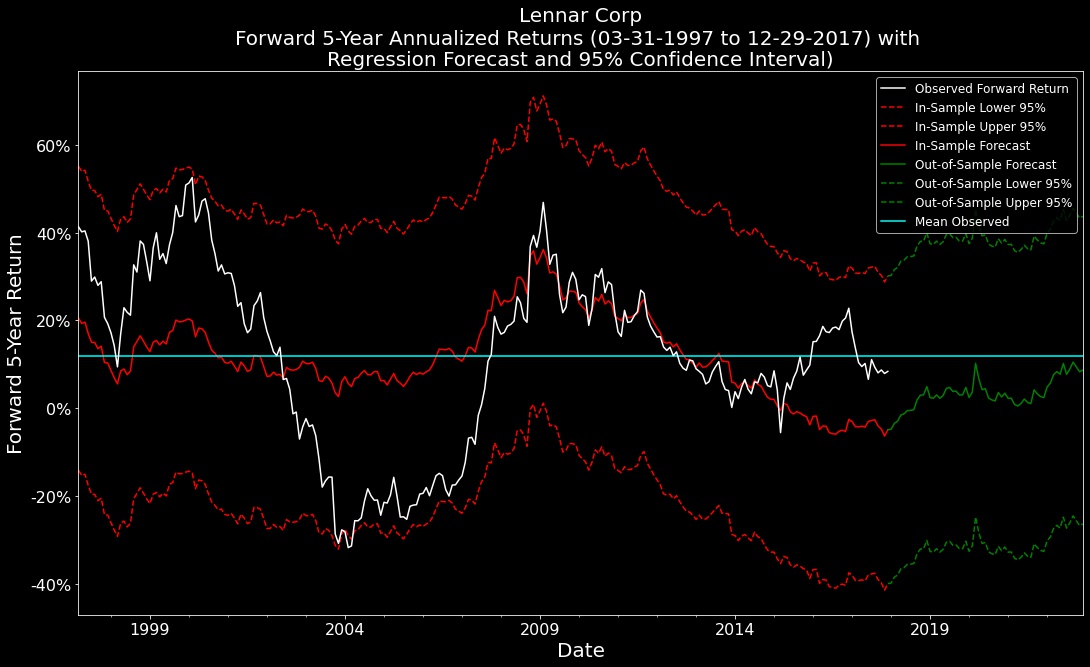 Lennar Corp
Forward 5-Year Annualized Returns (03-31-1997 to 12-29-2017) with
Regression Forecast and 95% Confidence Interval)
Observed Forward Return
In-Sample Lower 95%
In-Sample Upper 95%
In-Sample Forecast
Out-of-Sample Forecast
Out-of-Sample Lower 95%
Out-of-Sample Upper 95%
Mean Observed
Forward 5-Year Return
60%
40%
20%
0%
-20%
-40%
1999
2004
2009
2014
2019
Date